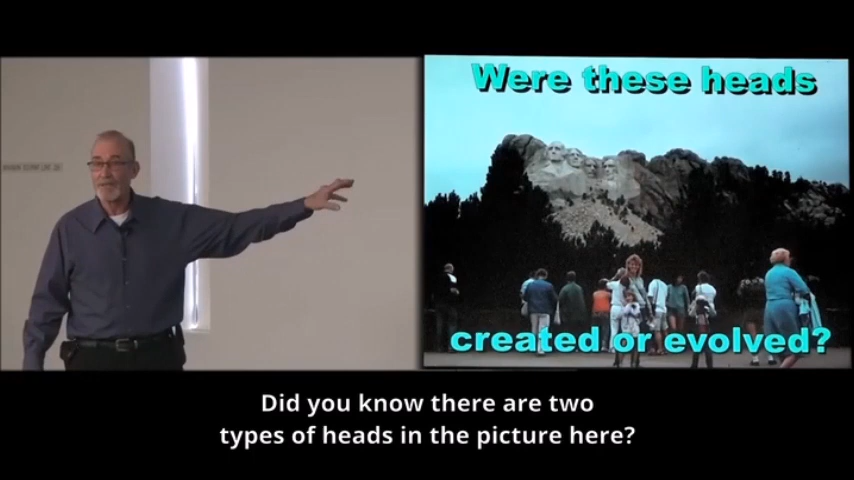 Were these heads
created or evolved?
Did you know there are two
types of heads in the picture here?